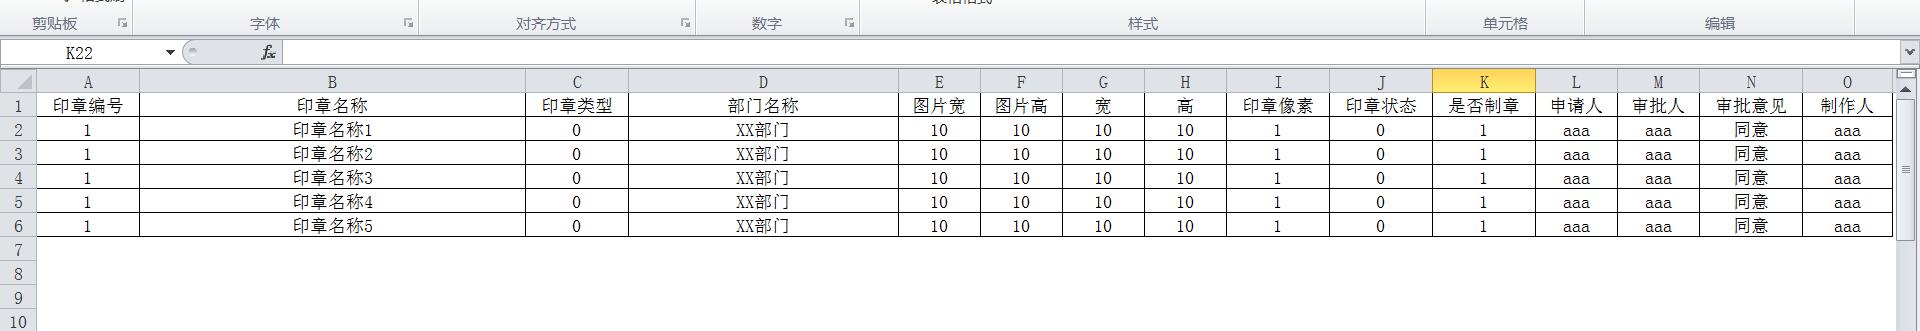 剪贴板 字体 对齐方式 数字 样式 单元格 编辑
K22 fx
A B C D E F G H I J K L M N O
1 印章编号 印章名称 印章类型 部门名称 图片宽 图片高 宽 高 印章像素 印章状态 是否制章 申请人 审批人 审批意见 制作人
2 1 印章名称1 0 XX部门 10 10 10 10 1 0 1 aaa aaa 同意 aaa
3 1 印章名称2 0 XX部门 10 10 10 10 1 0 1 aaa aaa 同意 aaa
4 1 印章名称3 0 XX部门 10 10 10 10 1 0 1 aaa aaa 同意 aaa
5 1 印章名称4 0 XX部门 10 10 10 10 1 0 1 aaa aaa 同意 aaa
6 1 印章名称5 0 XX部门 10 10 10 10 1 0 1 aaa aaa 同意 aaa
7
8
9
10